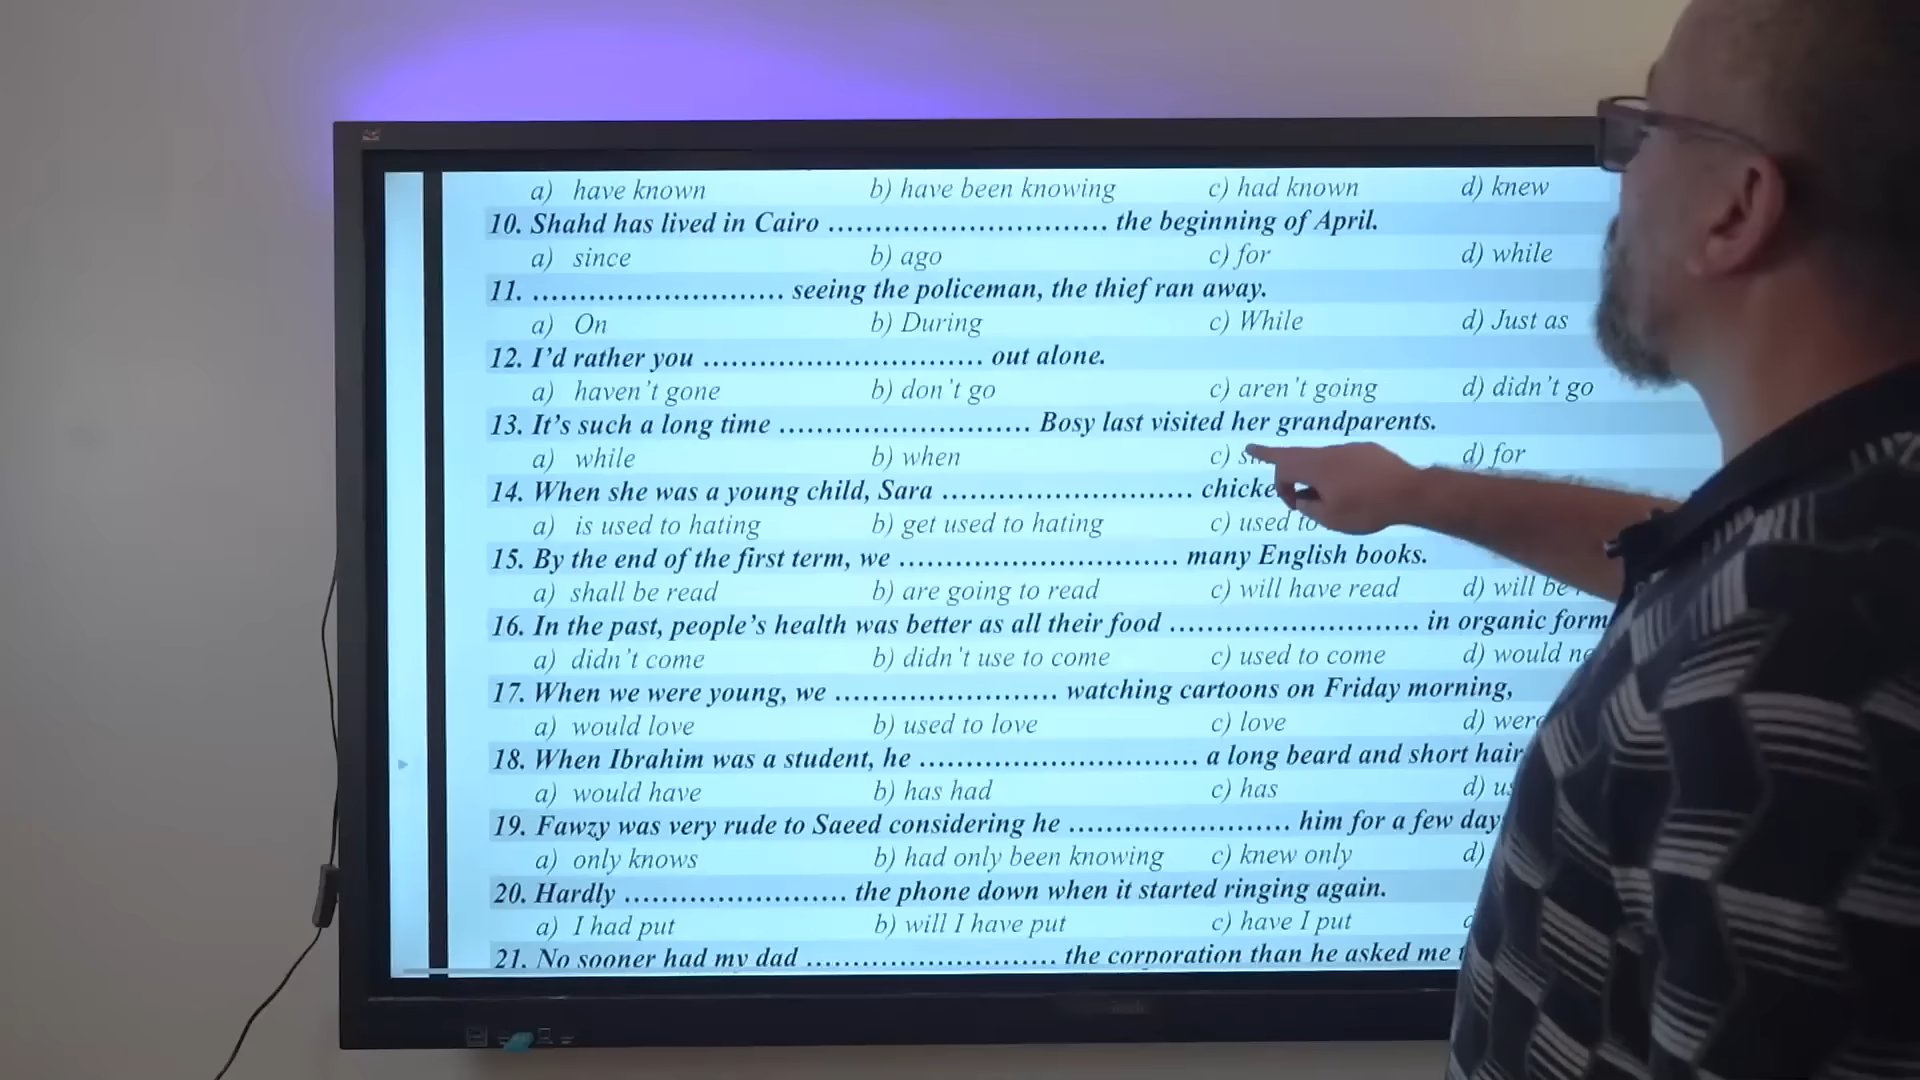 a) have known b) have been knowing c) had known d) knew
10. Shahd has lived in Cairo .............................. the beginning of April.
a) since b) ago c) for d) while
11. ........................... seeing the policeman, the thief ran away.
a) On b) During c) While d) Just as
12. I'd rather you .............................. out alone.
a) haven't gone b) don't go c) aren't going d) didn't go
13. It's such a long time ........................... Bosy last visited her grandparents.
a) while b) when c) d) for
14. When she was a young child, Sara ...........................
a) is used to hating b) get used to hating c) used to
15. By the end of the first term, we .............................. many English books.
a) shall be read b) are going to read c) will have read d) will be
16. In the past, people's health was better as all their food ........................... in organic form
a) didn't come b) didn't use to come c) used to come d) would
17. When we were young, we ........................ watching cartoons on Friday morning,
a) would love b) used to love c) love d) were
18. When Ibrahim was a student, he .............................. a long beard and short hair
a) would have b) has had c) has d)
19. Fawzy was very rude to Saeed considering he ........................ him for a few day
a) only knows b) had only been knowing c) knew only d)
20. Hardly ........................ the phone down when it started ringing again.
a) I had put b) will I have put c) have I put
21. No sooner had my dad ........................... the corporation than he asked me